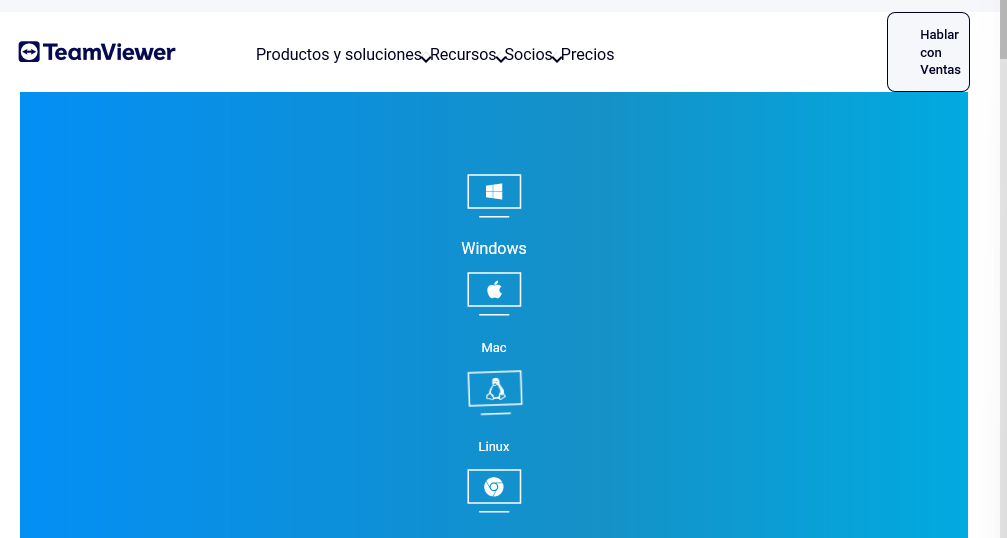 TeamViewer
Productos y soluciones Recursos Socios Precios
Hablar
con
Ventas
Windows
Mac
Linux